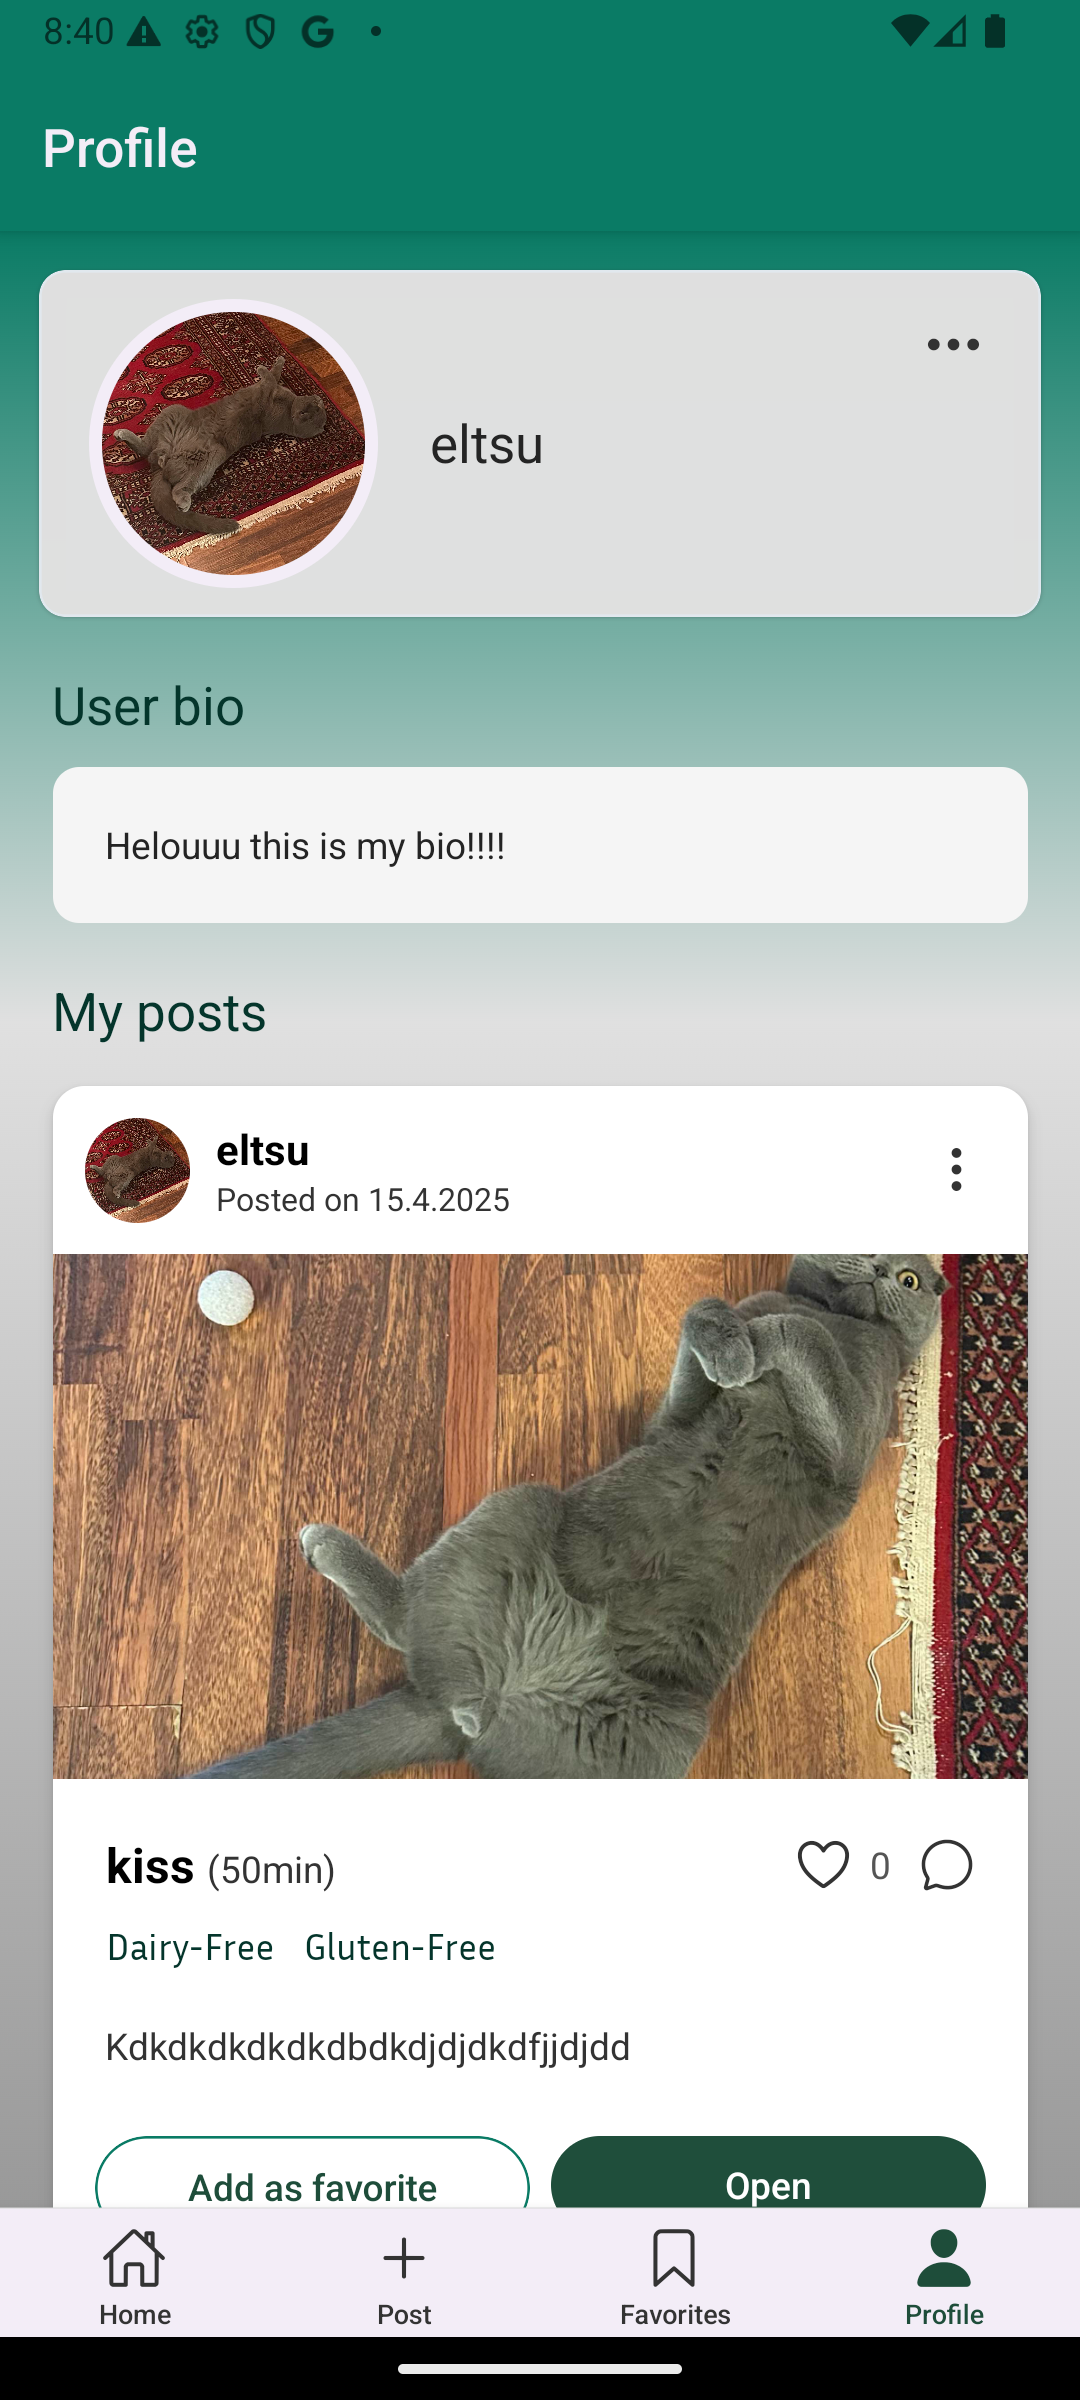 8:40
Profile
eltsu
User bio
Helouuu this is my bio!!!!
My posts
eltsu
Posted on 15.4.2025
kiss (50min)
0
Dairy-Free Gluten-Free
Kdkdkdkdkdkdbdkdjdjdkdfjjdjdd
Add as favorite
Open
Home
Post
Favorites
Profile